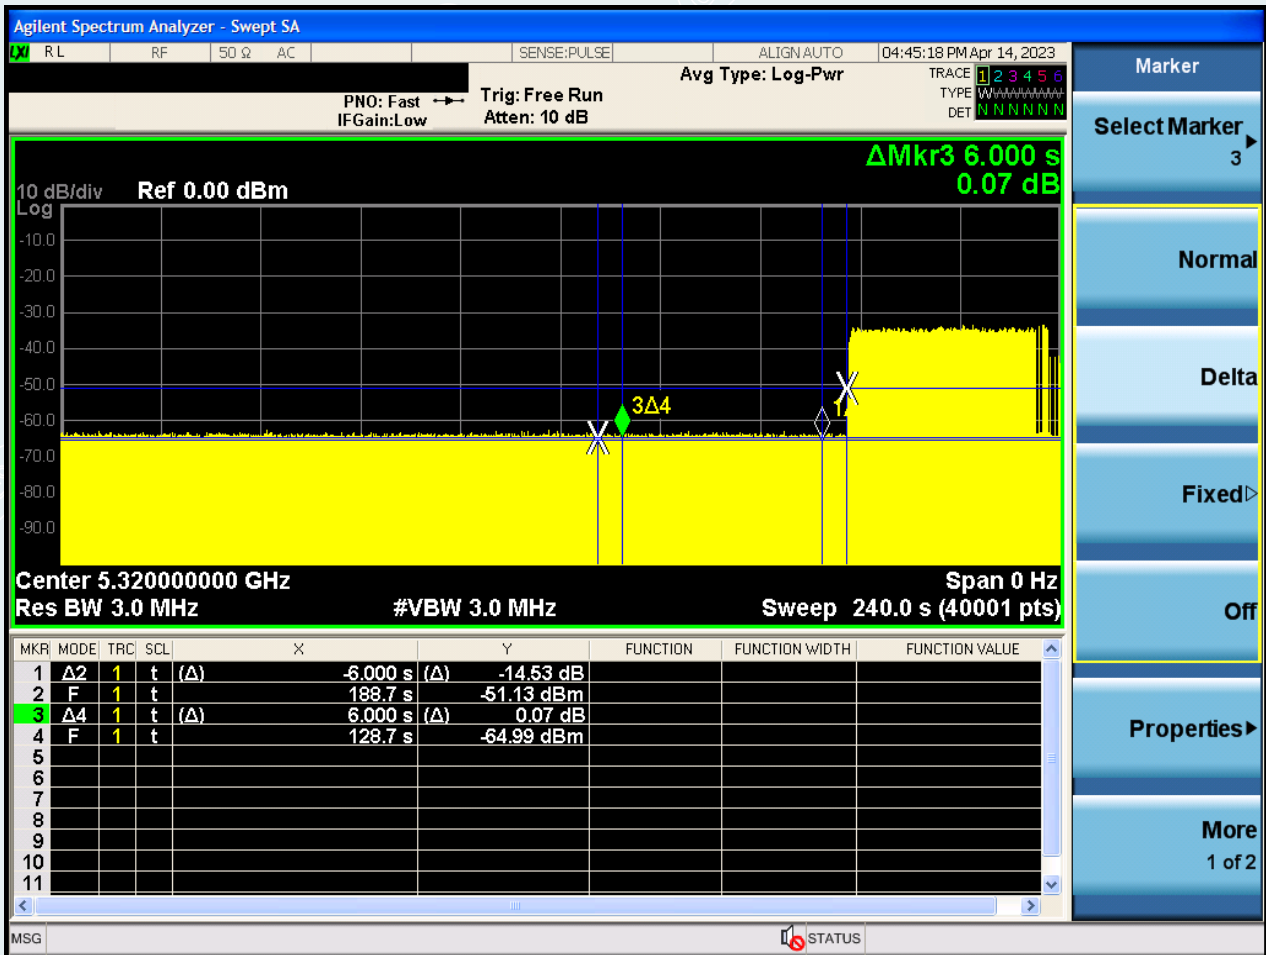 Agilent Spectrum Analyzer - Swept SA
LXI RL RF 50 Ω AC SENSE:PULSE ALIGN AUTO 04:45:18 PM Apr 14, 2023
PNO: Fast
IFGain:Low
Trig: Free Run
Atten: 10 dB
Avg Type: Log-Pwr
TRACE 1 2 3 4 5 6
TYPE W
DET N N N N N N
ΔMkr3 6.000 s
0.07 dB
10 dB/div Ref 0.00 dBm
Log
-10.0
-20.0
-30.0
-40.0
-50.0
-60.0
-70.0
-80.0
-90.0
3Δ4
Center 5.320000000 GHz Span 0 Hz
Res BW 3.0 MHz #VBW 3.0 MHz Sweep 240.0 s (40001 pts)
MKR MODE TRC SCL X Y FUNCTION FUNCTION WIDTH FUNCTION VALUE
1 Δ2 1 t (Δ) -6.000 s (Δ) -14.53 dB
2 F 1 t 188.7 s -51.13 dBm
3 Δ4 1 t (Δ) 6.000 s (Δ) 0.07 dB
4 F 1 t 128.7 s -64.99 dBm
5
6
7
8
9
10
11
MSG STATUS
Marker
Select Marker
3
Normal
Delta
Fixed
Off
Properties
More
1 of 2